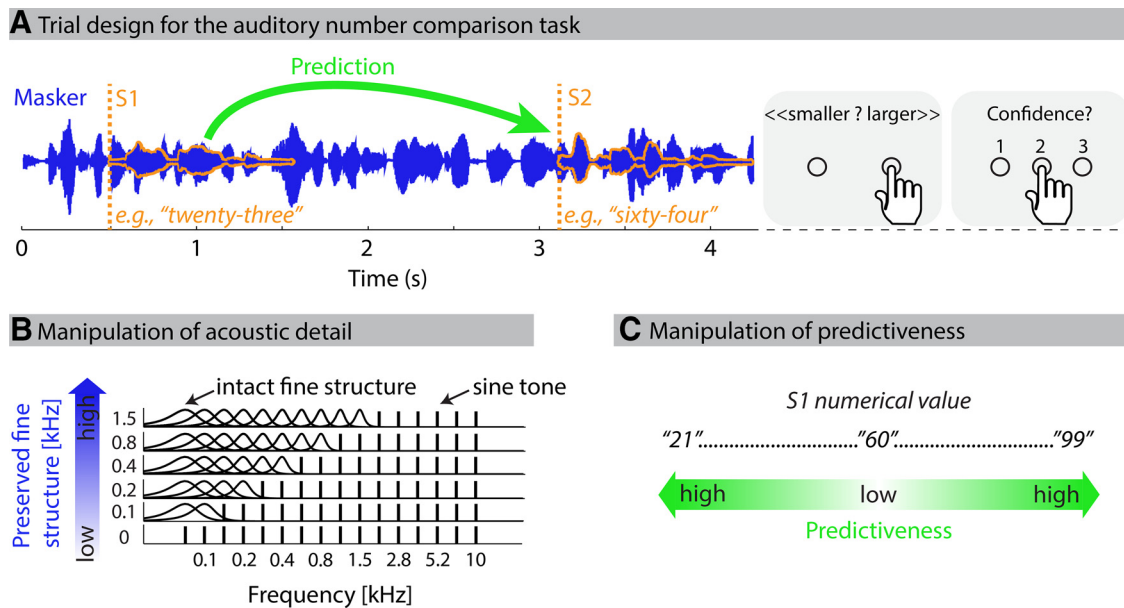 A Trial design for the auditory number comparison task
Prediction
Masker
S1
S2
<<smaller ? larger>>
Confidence?
1 2 3
e.g., “twenty-three”
e.g., “sixty-four”
0 1 2 3 4
Time (s)
B Manipulation of acoustic detail
intact fine structure
sine tone
Preserved fine
structure [kHz]
high
low
1.5
0.8
0.4
0.2
0.1
0
0.1 0.2 0.4 0.8 1.5 2.8 5.2 10
Frequency [kHz]
C Manipulation of predictiveness
S1 numerical value
“21”................................“60”................................“99”
high low high
Predictiveness